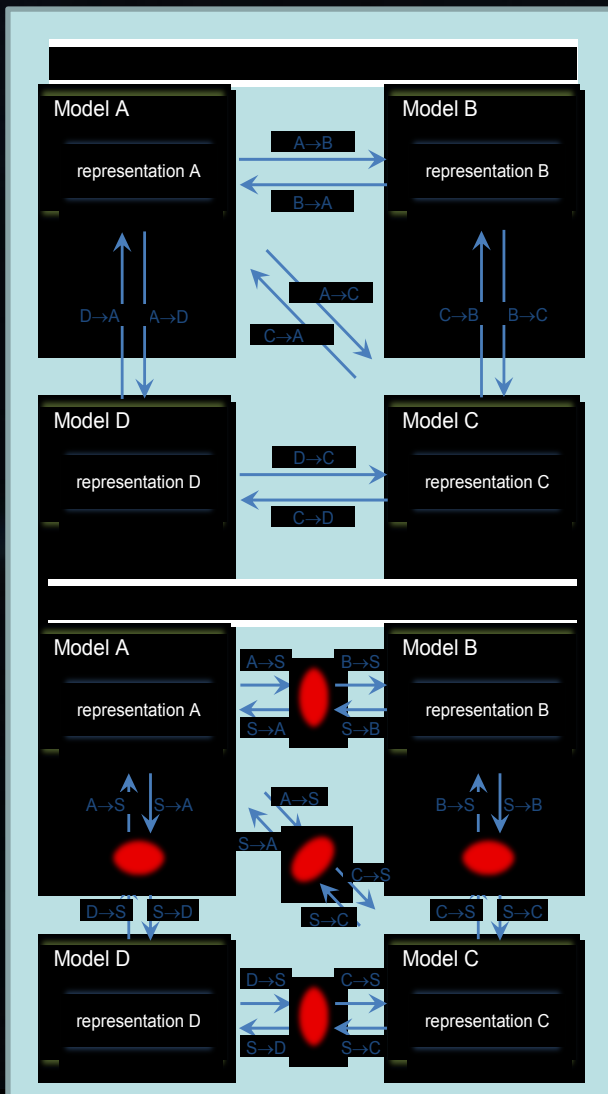 Model A
Model B
representation A
representation B
A→B
B→A
A→C
C→A
D→A
A→D
C→B
B→C
Model D
Model C
representation D
representation C
D→C
C→D
Model A
Model B
representation A
representation B
A→S
B→S
S→A
S→B
A→S
S→A
A→S
S→A
B→S
S→B
C→S
S→C
D→S
S→D
C→S
S→C
Model D
Model C
representation D
representation C
D→S
C→S
S→D
S→C